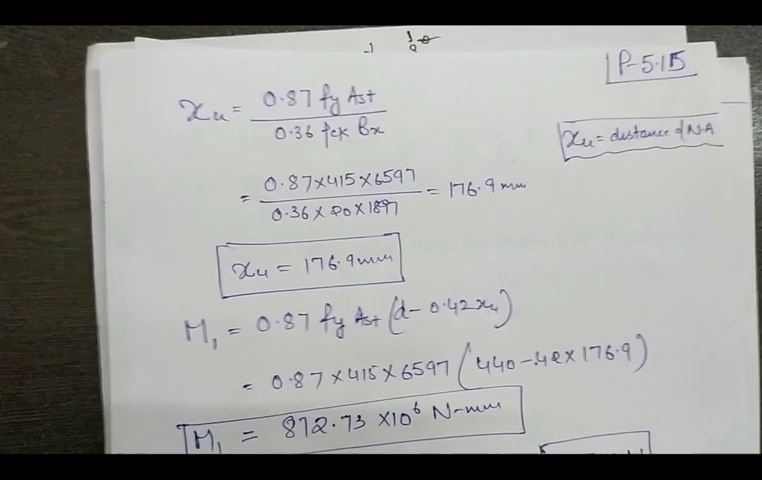 P-5.15
xu = 0.87 fy Ast / 0.36 fck Bx
xu = distance of N.A
= 0.87×415×6597 / 0.36×20×1897 = 176.9 mm
xu = 176.9 mm
M1 = 0.87 fy Ast (d - 0.42 xu)
= 0.87×415×6597 (440 - .42×176.9)
M1 = 872.73 ×10⁶ N-mm